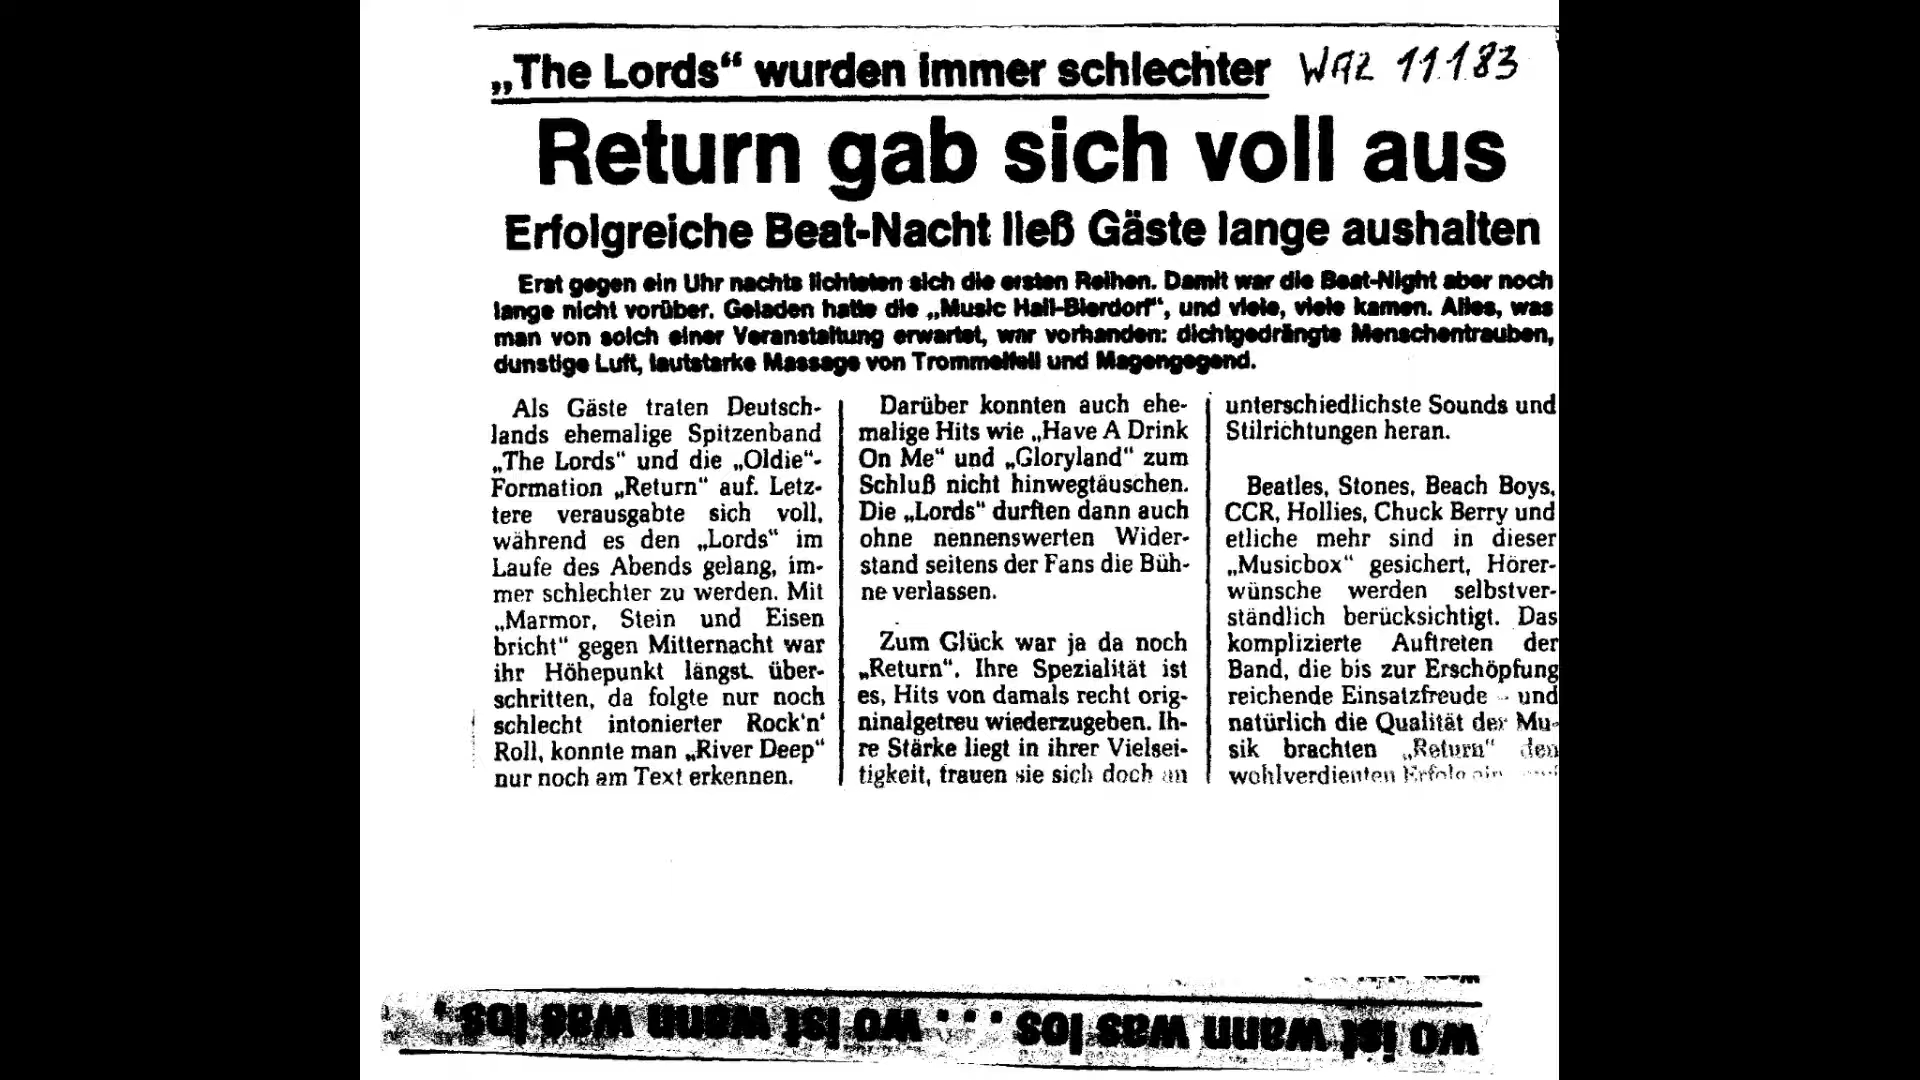 „The Lords“ wurden immer schlechter
WAZ 11.1.83
Return gab sich voll aus
Erfolgreiche Beat-Nacht ließ Gäste lange aushalten
Erst gegen ein Uhr nachts lichteten sich die ersten Reihen. Damit war die Beat-Night aber noch
lange nicht vorüber. Geladen hatte die „Music Hall-Bierdorf“, und viele, viele kamen. Alles, was
man von solch einer Veranstaltung erwartet, war vorhanden: dichtgedrängte Menschentrauben,
dunstige Luft, lautstarke Massage von Trommelfell und Magengegend.
Als Gäste traten Deutsch-
lands ehemalige Spitzenband
„The Lords“ und die „Oldie“-
Formation „Return“ auf. Letz-
tere verausgabte sich voll,
während es den „Lords“ im
Laufe des Abends gelang, im-
mer schlechter zu werden. Mit
„Marmor, Stein und Eisen
bricht“ gegen Mitternacht war
ihr Höhepunkt längst über-
schritten, da folgte nur noch
schlecht intonierter Rock'n'
Roll, konnte man „River Deep“
nur noch am Text erkennen.
Darüber konnten auch ehe-
malige Hits wie „Have A Drink
On Me“ und „Gloryland“ zum
Schluß nicht hinwegtäuschen.
Die „Lords“ durften dann auch
ohne nennenswerten Wider-
stand seitens der Fans die Büh-
ne verlassen.
Zum Glück war ja da noch
„Return“. Ihre Spezialität ist
es, Hits von damals recht orig-
ninalgetreu wiederzugeben. Ih-
re Stärke liegt in ihrer Vielsei-
tigkeit, trauen sie sich doch an
unterschiedlichste Sounds und
Stilrichtungen heran.
Beatles, Stones, Beach Boys,
CCR, Hollies, Chuck Berry und
etliche mehr sind in dieser
„Musicbox“ gesichert, Hörer-
wünsche werden selbstver-
ständlich berücksichtigt. Das
komplizierte Auftreten der
Band, die bis zur Erschöpfung
reichende Einsatzfreude - und
natürlich die Qualität der Mu-
sik brachten „Return“ den
wohlverdienten Erfolg ein
wo ist wann was los . . . wo ist wann was los